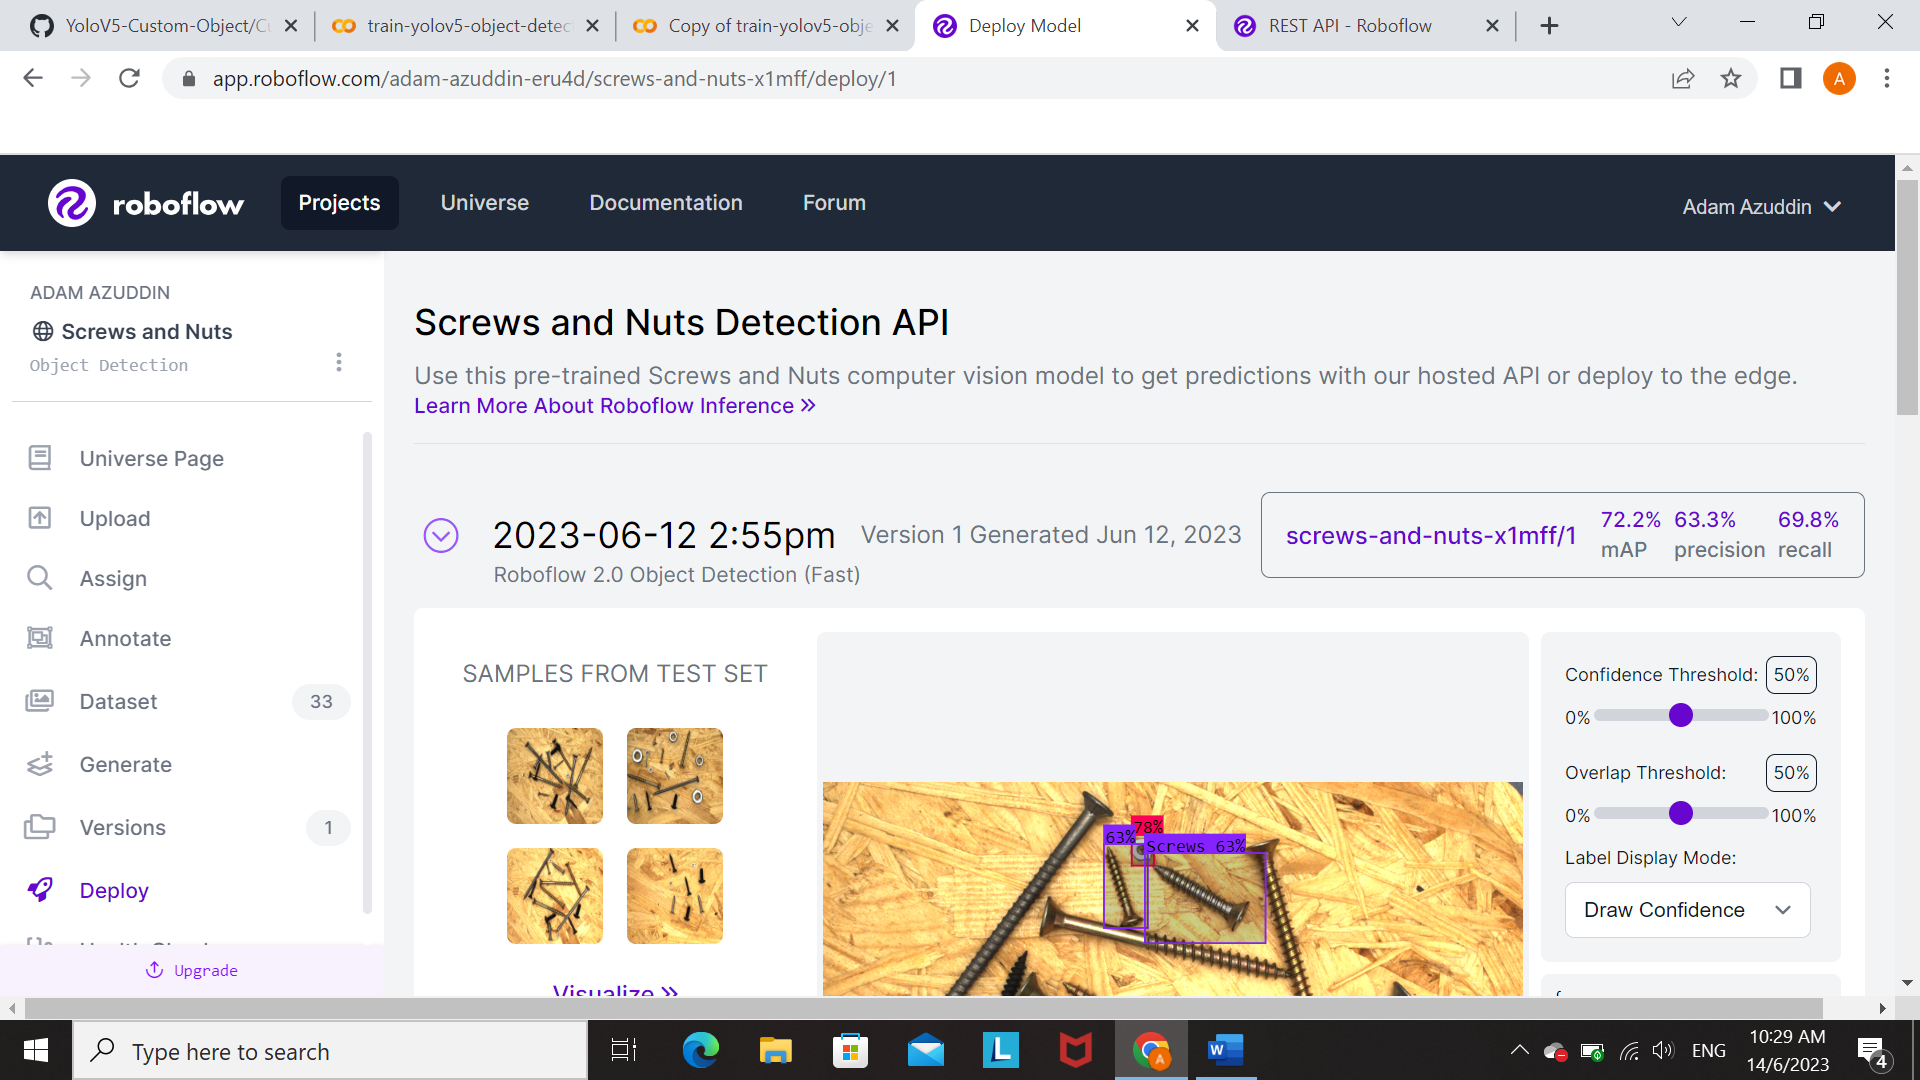 YoloV5-Custom-Object/Cu
train-yolov5-object-detec
Copy of train-yolov5-obje
Deploy Model
REST API - Roboflow
app.roboflow.com/adam-azuddin-eru4d/screws-and-nuts-x1mff/deploy/1
A
roboflow
Projects
Universe
Documentation
Forum
Adam Azuddin
ADAM AZUDDIN
Screws and Nuts
Object Detection
Universe Page
Upload
Assign
Annotate
Dataset 33
Generate
Versions 1
Deploy
Upgrade
Screws and Nuts Detection API
Use this pre-trained Screws and Nuts computer vision model to get predictions with our hosted API or deploy to the edge.
Learn More About Roboflow Inference »
2023-06-12 2:55pm
Version 1 Generated Jun 12, 2023
Roboflow 2.0 Object Detection (Fast)
screws-and-nuts-x1mff/1
72.2% 63.3% 69.8%
mAP precision recall
SAMPLES FROM TEST SET
Visualize »
78%
63%
Screws 63%
Confidence Threshold: 50%
0% 100%
Overlap Threshold: 50%
0% 100%
Label Display Mode:
Draw Confidence
{
Type here to search
L
A
W
ENG
10:29 AM
14/6/2023
4